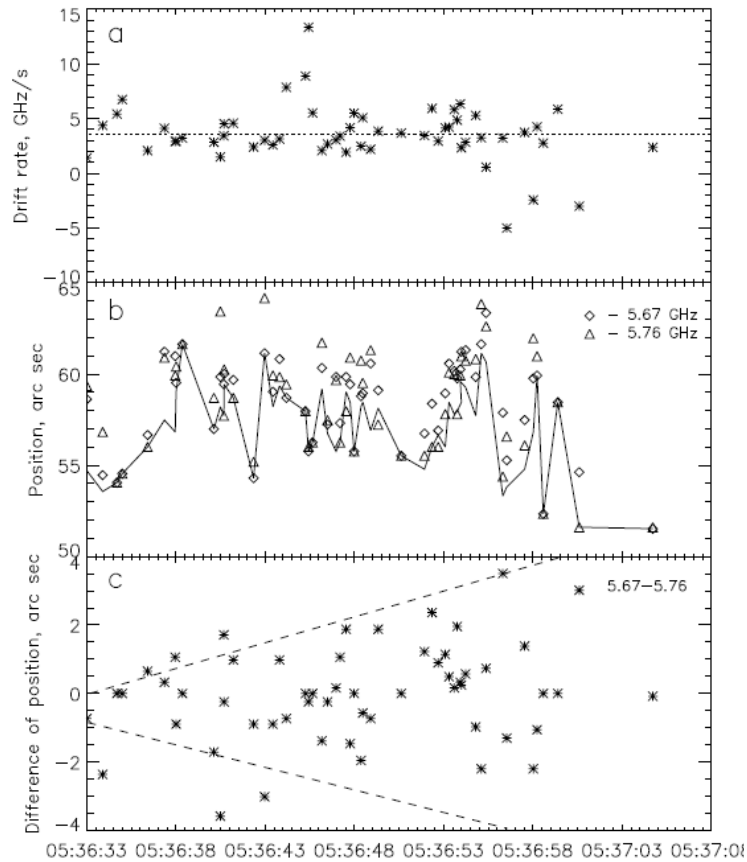 15
a
10
5
0
−5
−10
Drift rate, GHz/s
65
b
◇ − 5.67 GHz
△ − 5.76 GHz
60
55
50
Position, arc sec
4
c
5.67−5.76
2
0
−2
−4
Difference of position, arc sec
05:36:33 05:36:38 05:36:43 05:36:48 05:36:53 05:36:58 05:37:03 05:37:08